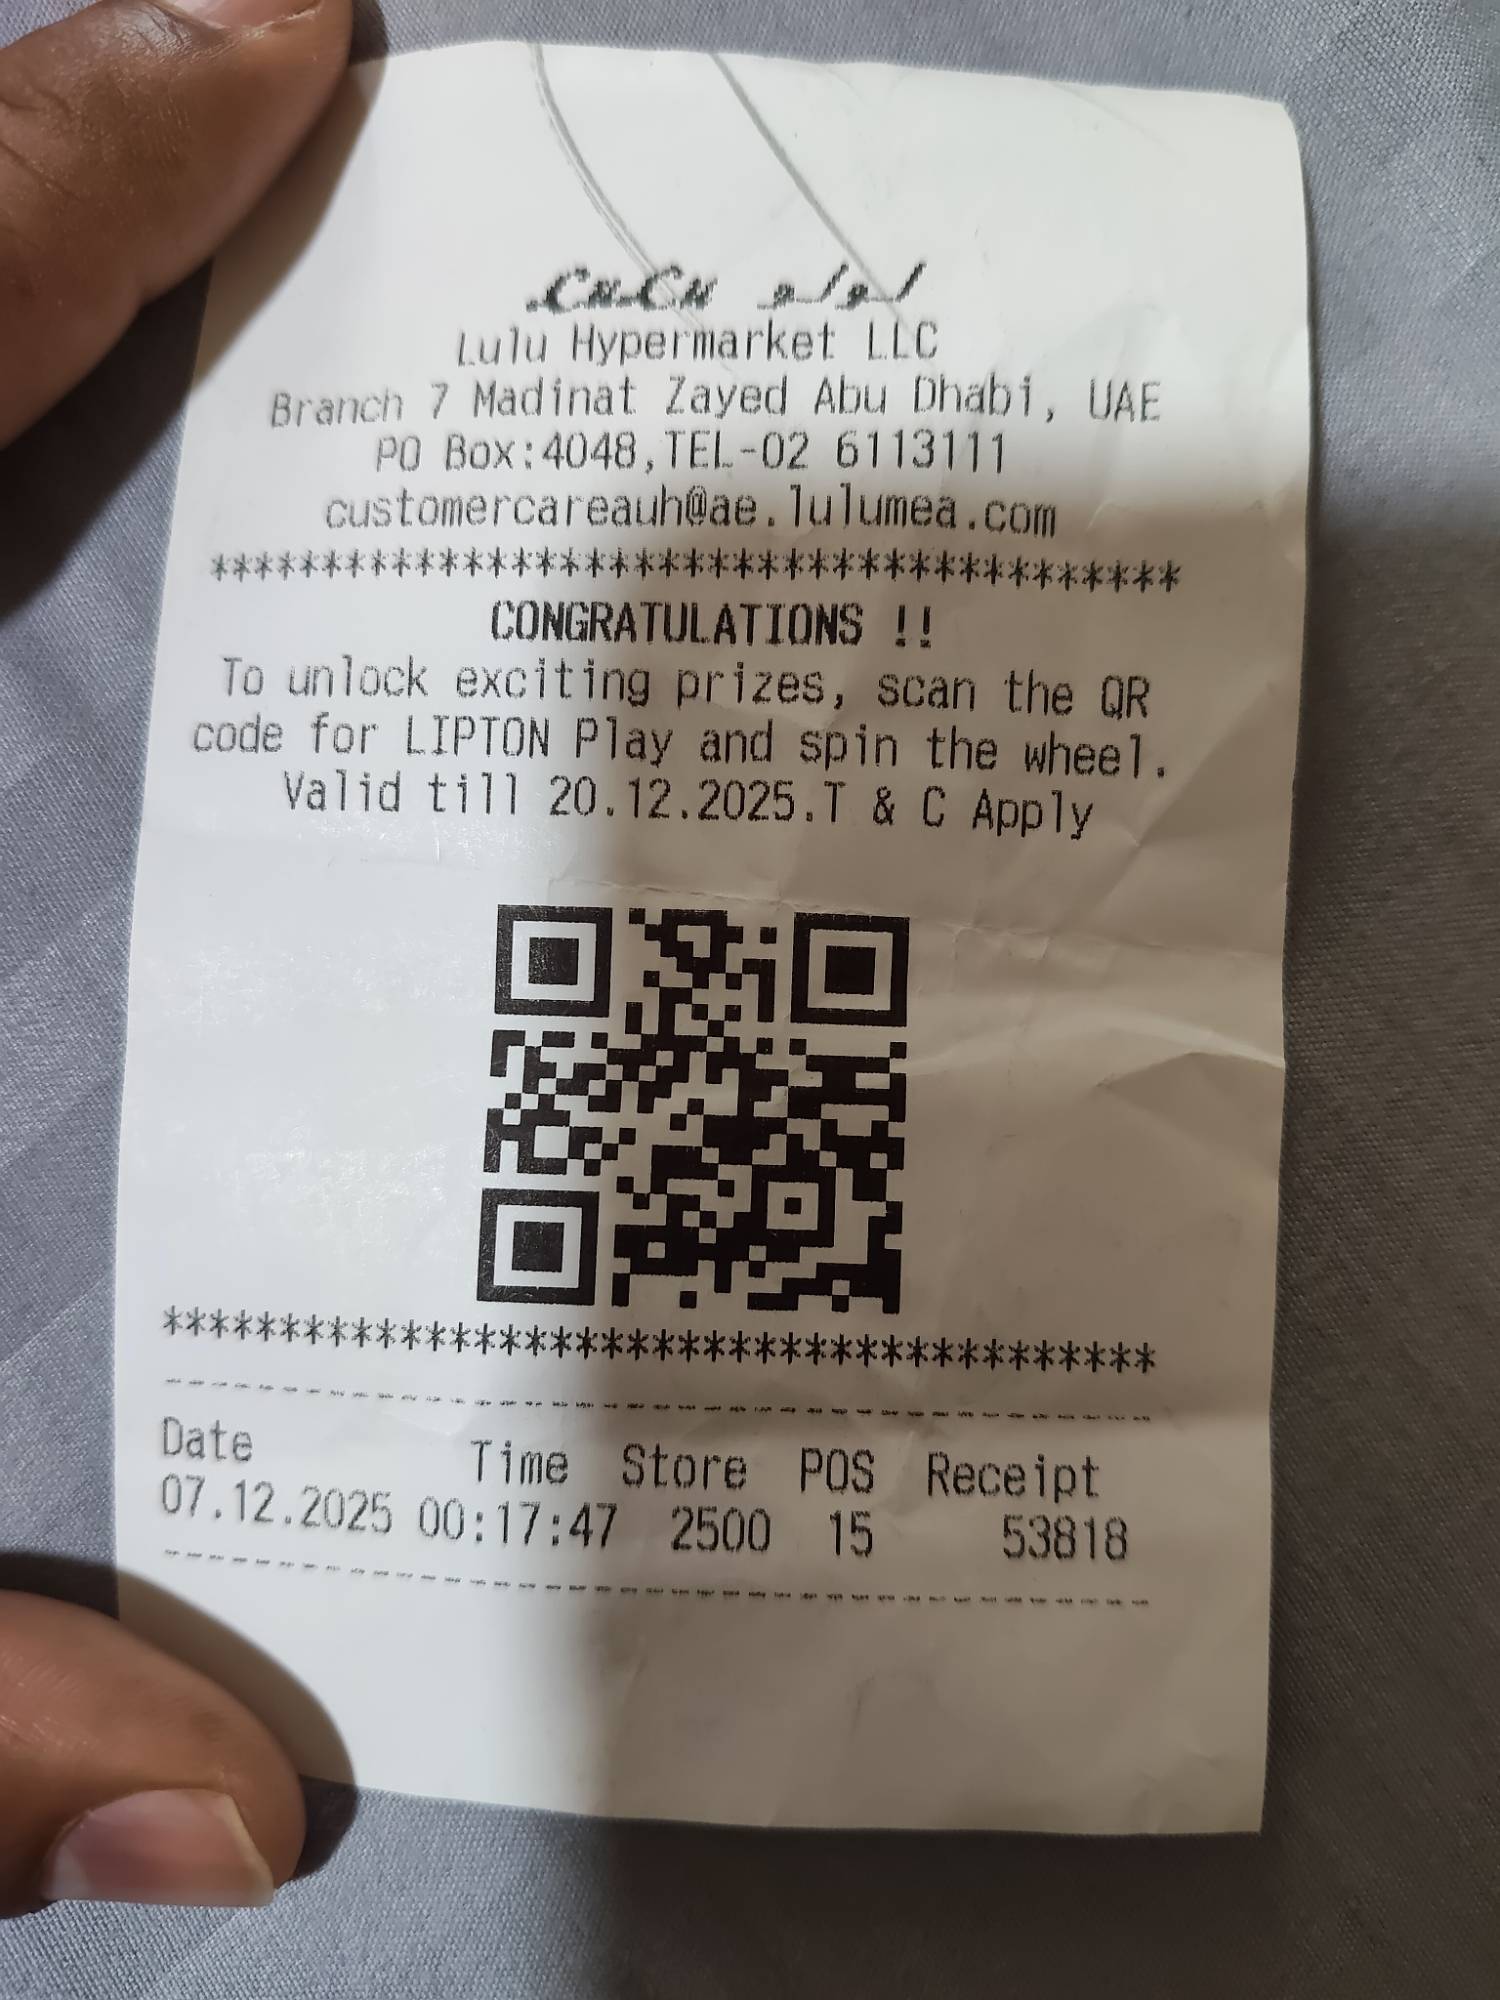 LuLu لولو
Lulu Hypermarket LLC
Branch 7 Madinat Zayed Abu Dhabi, UAE
PO Box:4048,TEL-02 6113111
customercareauh@ae.lulumea.com
****************************************
CONGRATULATIONS !!
To unlock exciting prizes, scan the QR
code for LIPTON Play and spin the wheel.
Valid till 20.12.2025.T & C Apply
****************************************
----------------------------------------
Date Time Store POS Receipt
07.12.2025 00:17:47 2500 15 53818
----------------------------------------